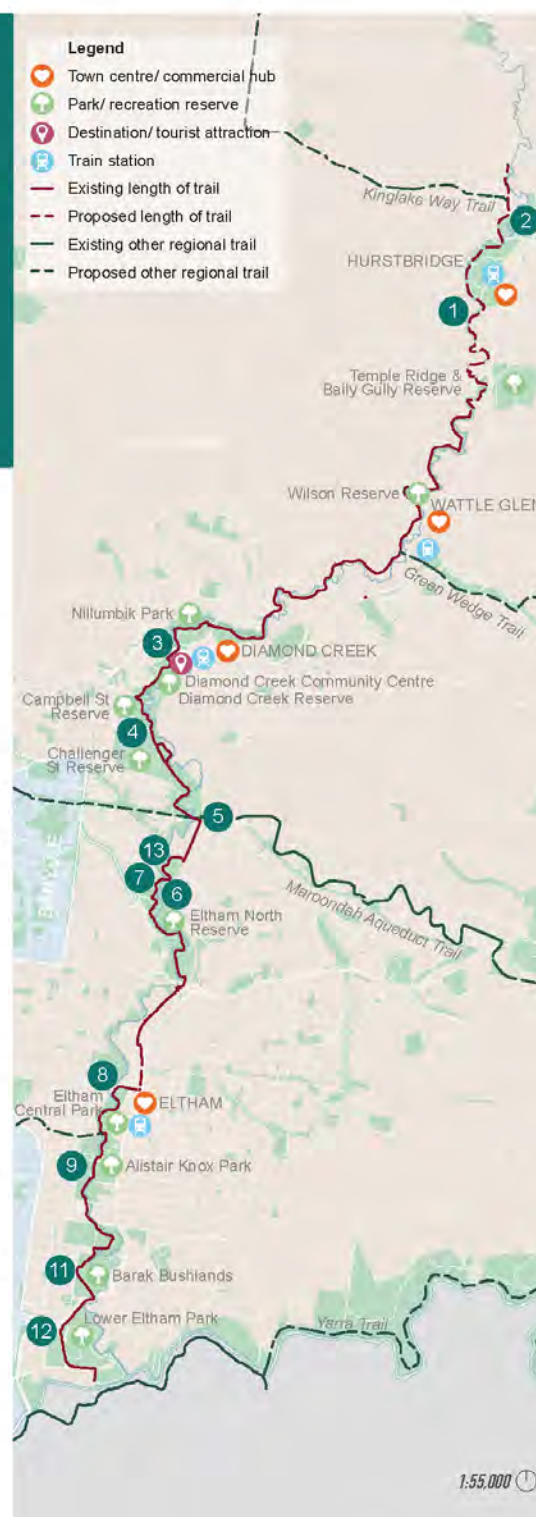 Legend
Town centre/ commercial hub
Park/ recreation reserve
Destination/ tourist attraction
Train station
Existing length of trail
Proposed length of trail
Existing other regional trail
Proposed other regional trail
Kinglake Way Trail
2
HURSTBRIDGE
1
Temple Ridge &
Baily Gully Reserve
Wilson Reserve
WATTLE GLEN
Green Wedge Trail
Nillumbik Park
3
DIAMOND CREEK
Diamond Creek Community Centre
Diamond Creek Reserve
Campbell St
Reserve
4
Challenger
St Reserve
5
BANYULE
13
7
6
Eltham North
Reserve
Maroondah Aqueduct Trail
8
Eltham
Central Park
ELTHAM
9
Alistair Knox Park
11
Barak Bushlands
12
Lower Eltham Park
Yarra Trail
1:55,000